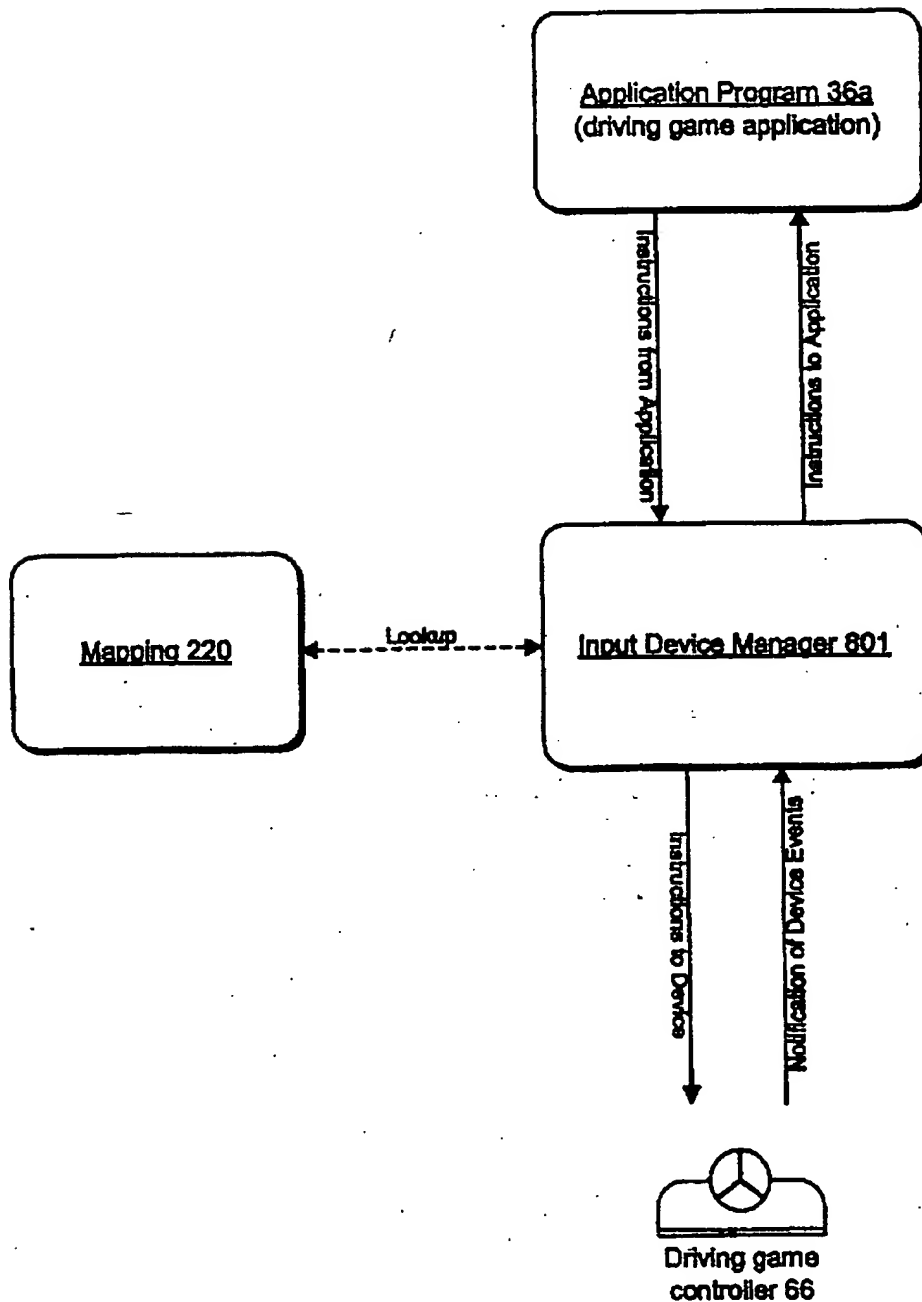 Application Program 36a
(driving game application)
Instructions from Application
Instructions to Application
Mapping 220
Lookup
Input Device Manager 801
Instructions to Device
Notification of Device Events
Driving game
controller 66